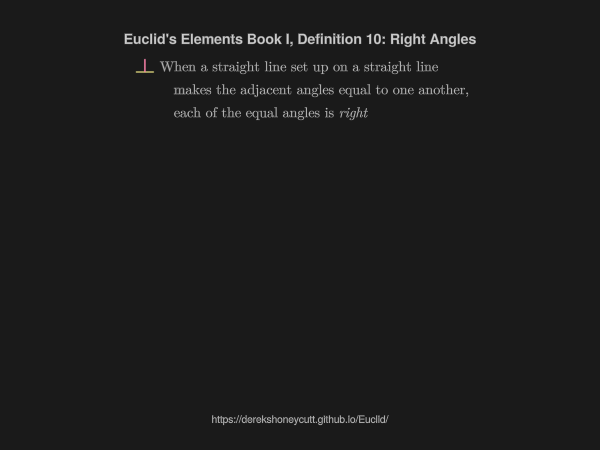 Euclid's Elements Book I, Definition 10: Right Angles
When a straight line set up on a straight line
makes the adjacent angles equal to one another,
each of the equal angles is right
https://derekshoneycutt.github.io/Euclid/